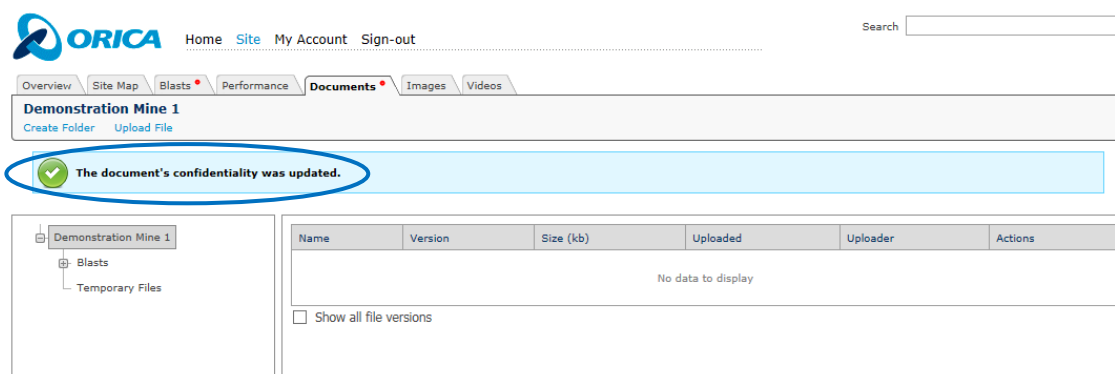 ORICA
Home Site My Account Sign-out
Search
Overview Site Map Blasts Performance Documents Images Videos
Demonstration Mine 1
Create Folder Upload File
The document's confidentiality was updated.
Demonstration Mine 1
Blasts
Temporary Files
Name Version Size (kb) Uploaded Uploader Actions
No data to display
Show all file versions